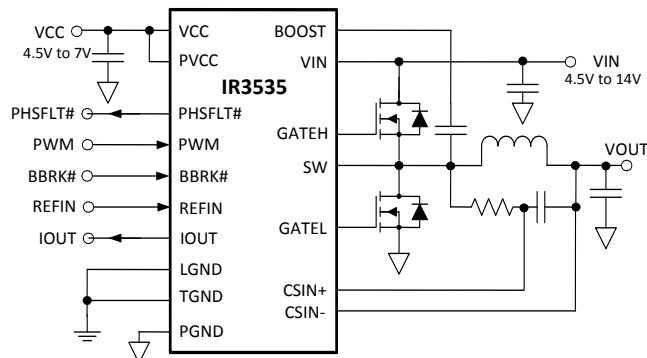 VCC
4.5V to 7V
PHSFLT#
PWM
BBRK#
REFIN
IOUT
VCC
PVCC
IR3535
PHSFLT#
PWM
BBRK#
REFIN
IOUT
LGND
TGND
PGND
BOOST
VIN
GATEH
SW
GATEL
CSIN+
CSIN-
VIN
4.5V to 14V
VOUT